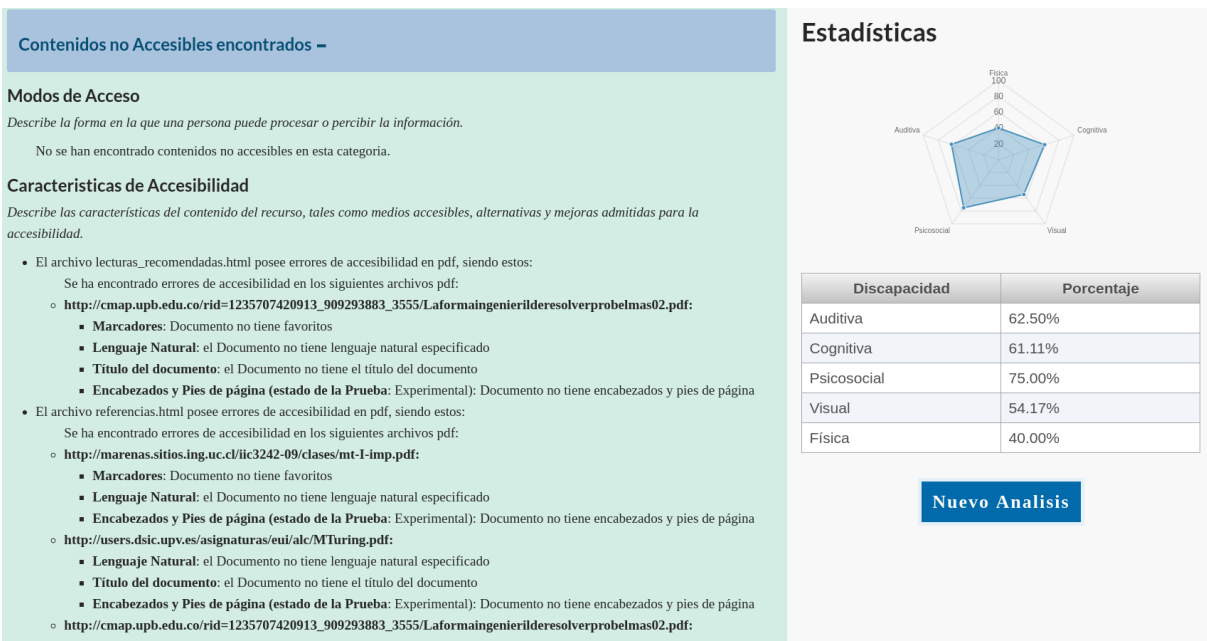 Contenidos no Accesibles encontrados –
Modos de Acceso
Describe la forma en la que una persona puede procesar o percibir la información.
No se han encontrado contenidos no accesibles en esta categoria.
Caracteristicas de Accesibilidad
Describe las características del contenido del recurso, tales como medios accesibles, alternativas y mejoras admitidas para la
accesibilidad.
El archivo lecturas_recomendadas.html posee errores de accesibilidad en pdf, siendo estos:
Se ha encontrado errores de accesibilidad en los siguientes archivos pdf:
http://cmap.upb.edu.co/rid=1235707420913_909293883_3555/Laformaingenierilderesolverprobelmas02.pdf:
Marcadores: Documento no tiene favoritos
Lenguaje Natural: el Documento no tiene lenguaje natural especificado
Título del documento: el Documento no tiene el título del documento
Encabezados y Pies de página (estado de la Prueba: Experimental): Documento no tiene encabezados y pies de página
El archivo referencias.html posee errores de accesibilidad en pdf, siendo estos:
Se ha encontrado errores de accesibilidad en los siguientes archivos pdf:
http://marenas.sitios.ing.uc.cl/iic3242-09/clases/mt-I-imp.pdf:
Marcadores: Documento no tiene favoritos
Lenguaje Natural: el Documento no tiene lenguaje natural especificado
Encabezados y Pies de página (estado de la Prueba: Experimental): Documento no tiene encabezados y pies de página
http://users.dsic.upv.es/asignaturas/eui/alc/MTuring.pdf:
Lenguaje Natural: el Documento no tiene lenguaje natural especificado
Título del documento: el Documento no tiene el título del documento
Encabezados y Pies de página (estado de la Prueba: Experimental): Documento no tiene encabezados y pies de página
http://cmap.upb.edu.co/rid=1235707420913_909293883_3555/Laformaingenierilderesolverprobelmas02.pdf:
Estadísticas
Fisica
100
80
60
40
20
Auditiva
Cognitiva
Psicosocial
Visual
Discapacidad Porcentaje
Auditiva 62.50%
Cognitiva 61.11%
Psicosocial 75.00%
Visual 54.17%
Física 40.00%
Nuevo Analisis